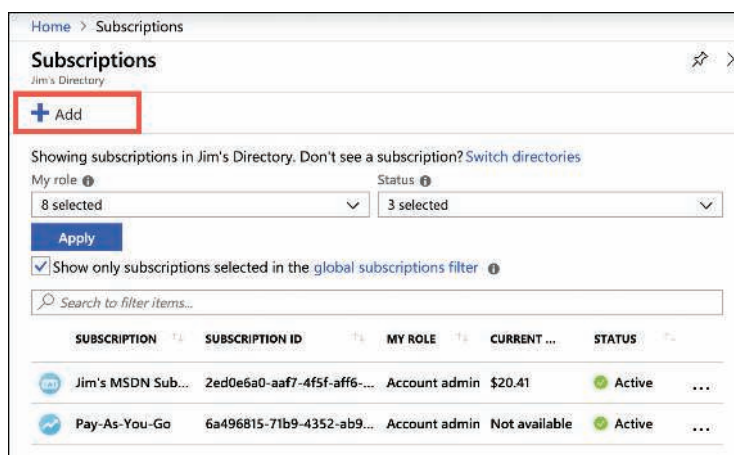 Home > Subscriptions
Subscriptions
Jim's Directory
+ Add
Showing subscriptions in Jim's Directory. Don't see a subscription? Switch directories
My role Status
8 selected 3 selected
Apply
Show only subscriptions selected in the global subscriptions filter
Search to filter items...
SUBSCRIPTION SUBSCRIPTION ID MY ROLE CURRENT ... STATUS
Jim's MSDN Sub... 2ed0e6a0-aaf7-4f5f-aff6-... Account admin $20.41 Active ...
Pay-As-You-Go 6a496815-71b9-4352-ab9... Account admin Not available Active ...